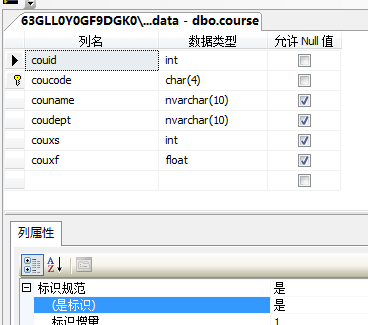 63GLL0Y0GF9DGK0\...data - dbo.course
列名 数据类型 允许 Null 值
couid int
coucode char(4)
couname nvarchar(10)
coudept nvarchar(10)
couxs int
couxf float
列属性
标识规范 是
(是标识) 是
标识增量 1